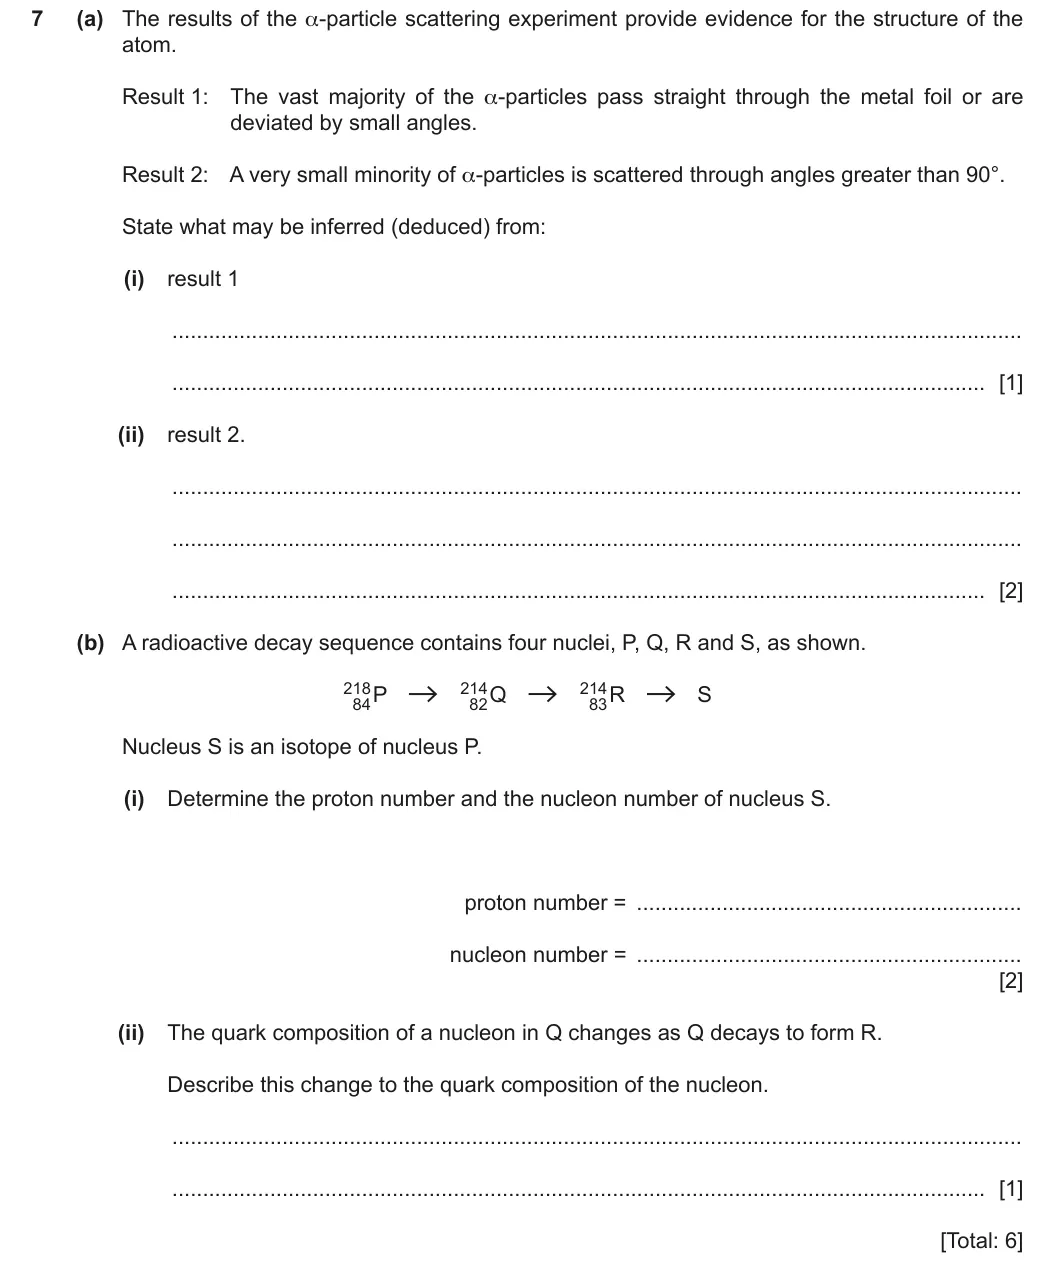 7 (a) The results of the α-particle scattering experiment provide evidence for the structure of the
atom.
Result 1: The vast majority of the α-particles pass straight through the metal foil or are
deviated by small angles.
Result 2: A very small minority of α-particles is scattered through angles greater than 90°.
State what may be inferred (deduced) from:
(i) result 1
..........................................................................................................................................
.................................................................................................................................... [1]
(ii) result 2.
..........................................................................................................................................
..........................................................................................................................................
.................................................................................................................................... [2]
(b) A radioactive decay sequence contains four nuclei, P, Q, R and S, as shown.
²¹⁸₈₄P → ²¹⁴₈₂Q → ²¹⁴₈₃R → S
Nucleus S is an isotope of nucleus P.
(i) Determine the proton number and the nucleon number of nucleus S.
proton number = ...............................................................
nucleon number = ...............................................................
[2]
(ii) The quark composition of a nucleon in Q changes as Q decays to form R.
Describe this change to the quark composition of the nucleon.
..........................................................................................................................................
.................................................................................................................................... [1]
[Total: 6]